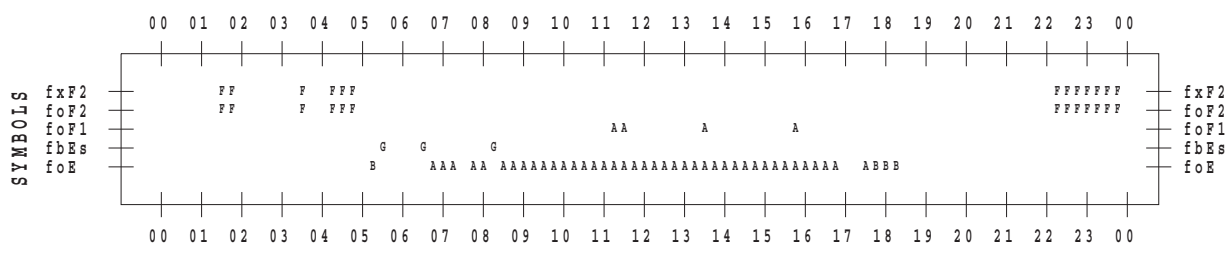 00 01 02 03 04 05 06 07 08 09 10 11 12 13 14 15 16 17 18 19 20 21 22 23 00
SYMBOLS
fxF2 FF F FFF FFFFFFF fxF2
foF2 FF F FFF FFFFFFF foF2
foF1 AA A A foF1
fbEs G G G fbEs
foE B AAA AA AAAAAAAAAAAAAAAAAAAAAAAAAAAAAAAAAA ABBB foE
00 01 02 03 04 05 06 07 08 09 10 11 12 13 14 15 16 17 18 19 20 21 22 23 00